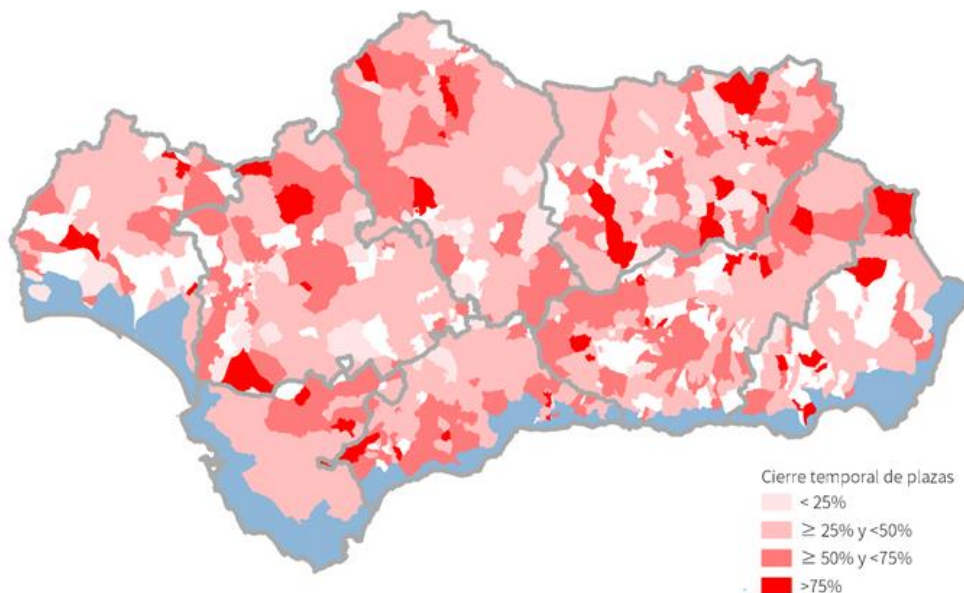 Cierre temporal de plazas
< 25%
≥ 25% y <50%
≥ 50% y <75%
>75%